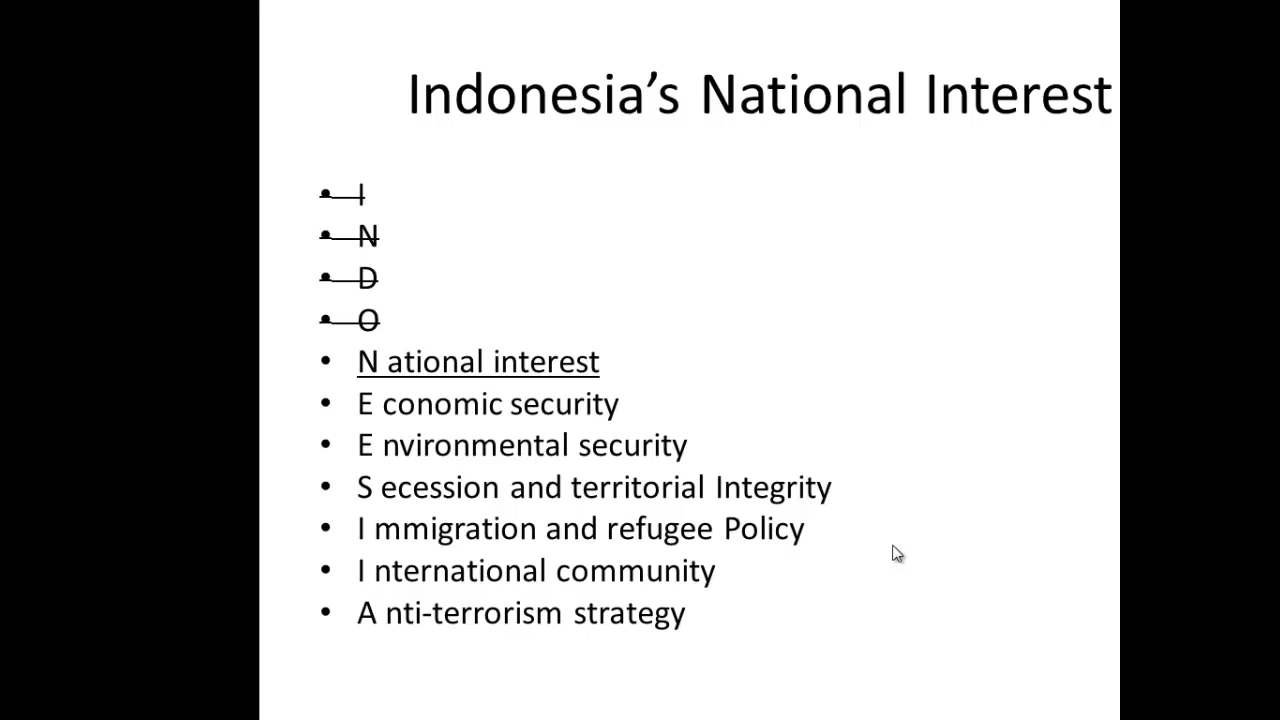 Indonesia’s National Interest
• I
• N
• D
• O
• N ational interest
• E conomic security
• E nvironmental security
• S ecession and territorial Integrity
• I mmigration and refugee Policy
• I nternational community
• A nti-terrorism strategy